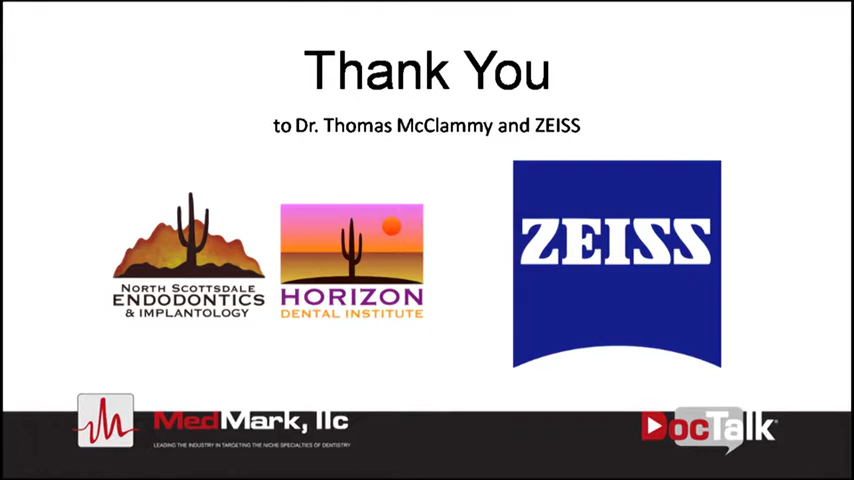 Thank You
to Dr. Thomas McClammy and ZEISS
ZEISS
NORTH SCOTTSDALE
ENDODONTICS
& IMPLANTOLOGY
HORIZON
DENTAL INSTITUTE
MedMark, llc
LEADING THE INDUSTRY IN TARGETING THE NICHE SPECIALTIES OF DENTISTRY
DocTalk